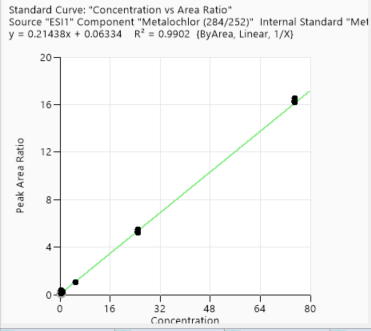 Standard Curve: "Concentration vs Area Ratio"
Source "ESI1" Component "Metalochlor (284/252)" Internal Standard "Met
y = 0.21438x + 0.06334 R² = 0.9902 {ByArea, Linear, 1/X}
20
16
12
8
4
0
Peak Area Ratio
0 16 32 48 64 80
Concentration